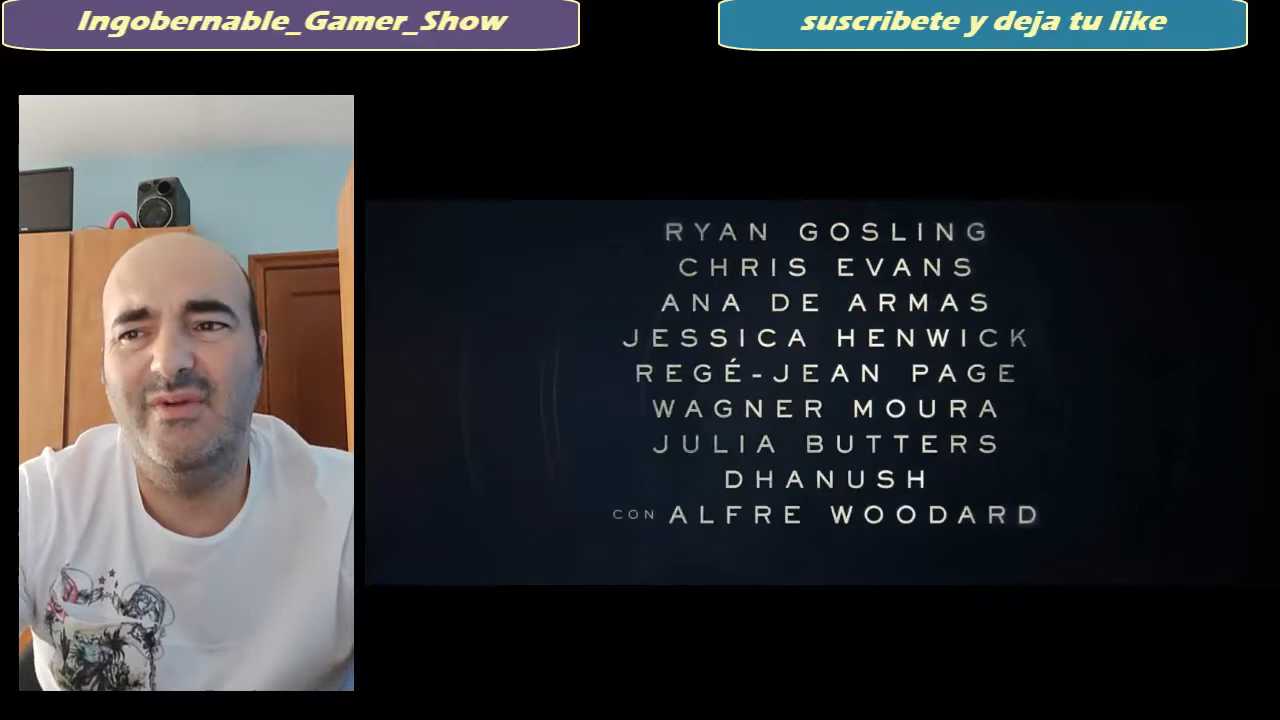 Ingobernable_Gamer_Show
suscribete y deja tu like
RYAN GOSLING
CHRIS EVANS
ANA DE ARMAS
JESSICA HENWICK
REGÉ-JEAN PAGE
WAGNER MOURA
JULIA BUTTERS
DHANUSH
CON ALFRE WOODARD